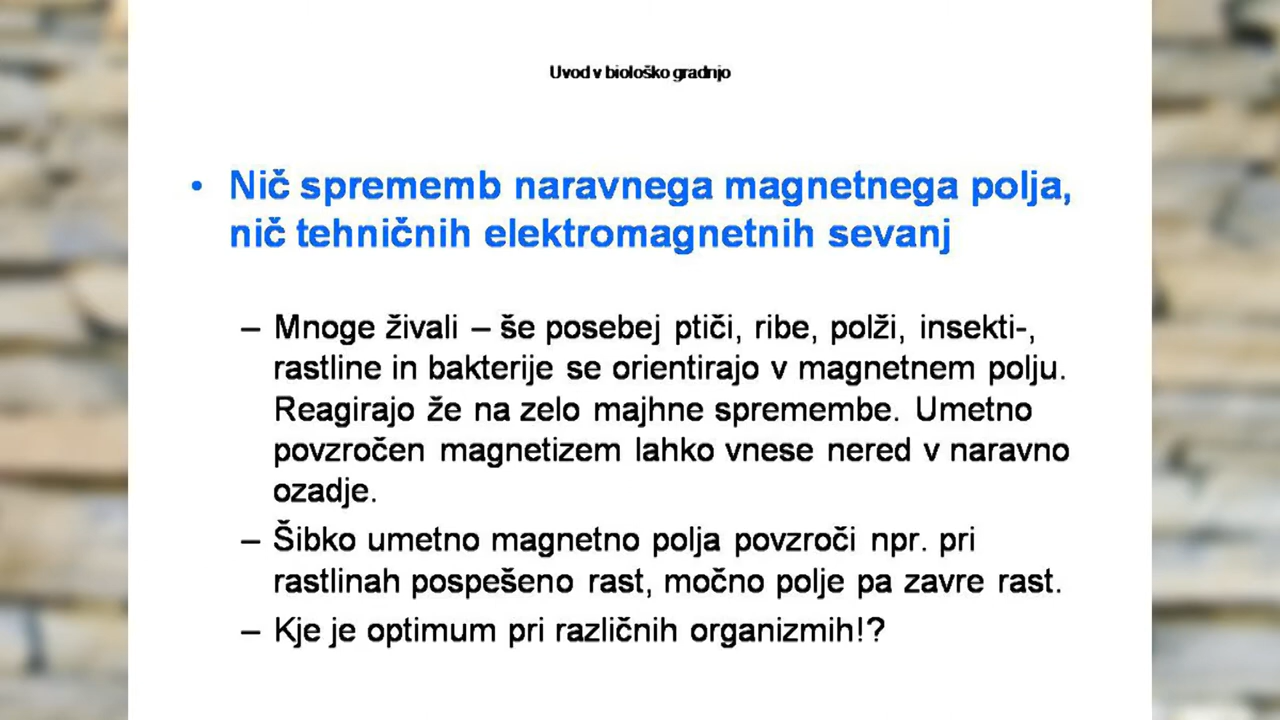 Uvod v biološko gradnjo
• Nič sprememb naravnega magnetnega polja,
nič tehničnih elektromagnetnih sevanj
– Mnoge živali – še posebej ptiči, ribe, polži, insekti-,
rastline in bakterije se orientirajo v magnetnem polju.
Reagirajo že na zelo majhne spremembe. Umetno
povzročen magnetizem lahko vnese nered v naravno
ozadje.
– Šibko umetno magnetno polja povzroči npr. pri
rastlinah pospešeno rast, močno polje pa zavre rast.
– Kje je optimum pri različnih organizmih!?